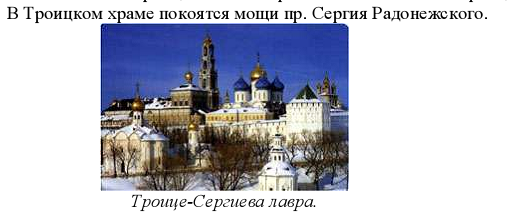 В Троицком храме покоятся мощи пр. Сергия Радонежского.
Троице-Сергиева лавра.